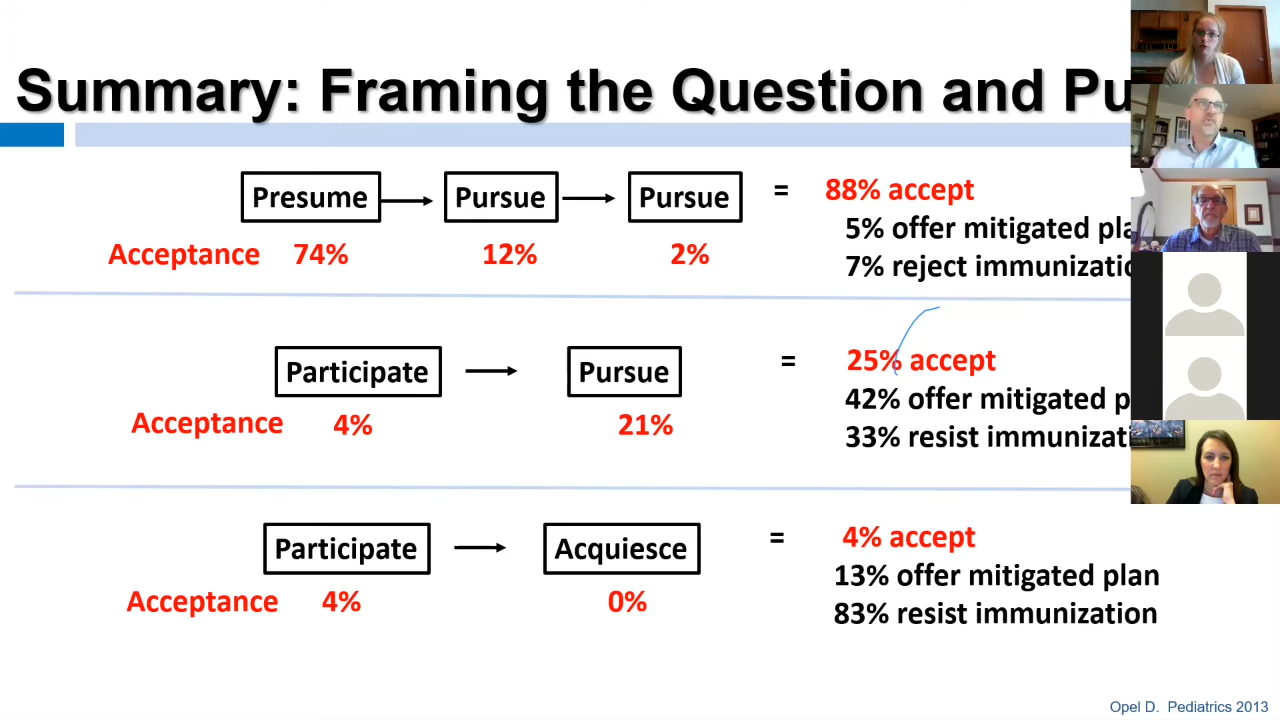 Summary: Framing the Question and Pu
Presume Pursue Pursue = 88% accept
5% offer mitigated pla
Acceptance 74% 12% 2%
7% reject immunizatio
Participate Pursue = 25% accept
42% offer mitigated p
Acceptance 4% 21%
33% resist immunizati
Participate Acquiesce = 4% accept
13% offer mitigated plan
Acceptance 4% 0%
83% resist immunization
Opel D. Pediatrics 2013